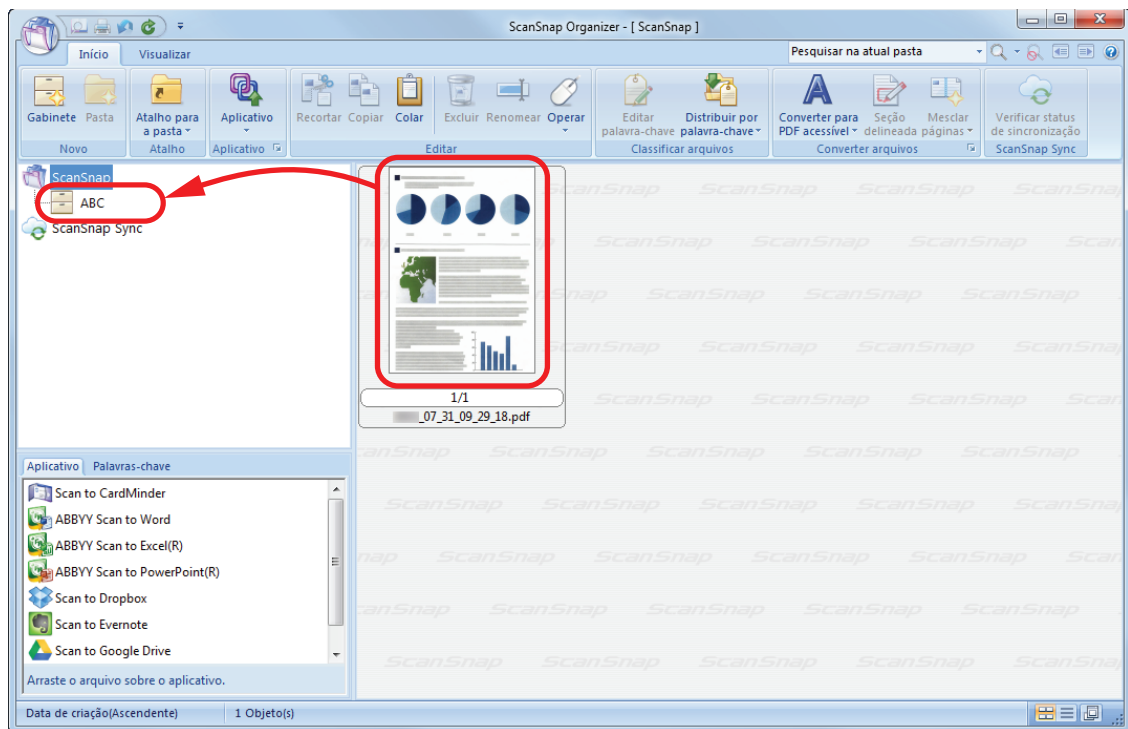 ScanSnap Organizer - [ ScanSnap ]
Início Visualizar
Pesquisar na atual pasta
Gabinete Pasta
Atalho para a pasta
Aplicativo
Recortar Copiar Colar Excluir Renomear Operar
Editar palavra-chave
Distribuir por palavra-chave
Converter para PDF acessível
Seção delineada
Mesclar páginas
Verificar status de sincronização
Novo Atalho Aplicativo Editar Classificar arquivos Converter arquivos ScanSnap Sync
ScanSnap
ABC
ScanSnap Sync
1/1
_07_31_09_29_18.pdf
Aplicativo Palavras-chave
Scan to CardMinder
ABBYY Scan to Word
ABBYY Scan to Excel(R)
ABBYY Scan to PowerPoint(R)
Scan to Dropbox
Scan to Evernote
Scan to Google Drive
Arraste o arquivo sobre o aplicativo.
Data de criação(Ascendente) 1 Objeto(s)